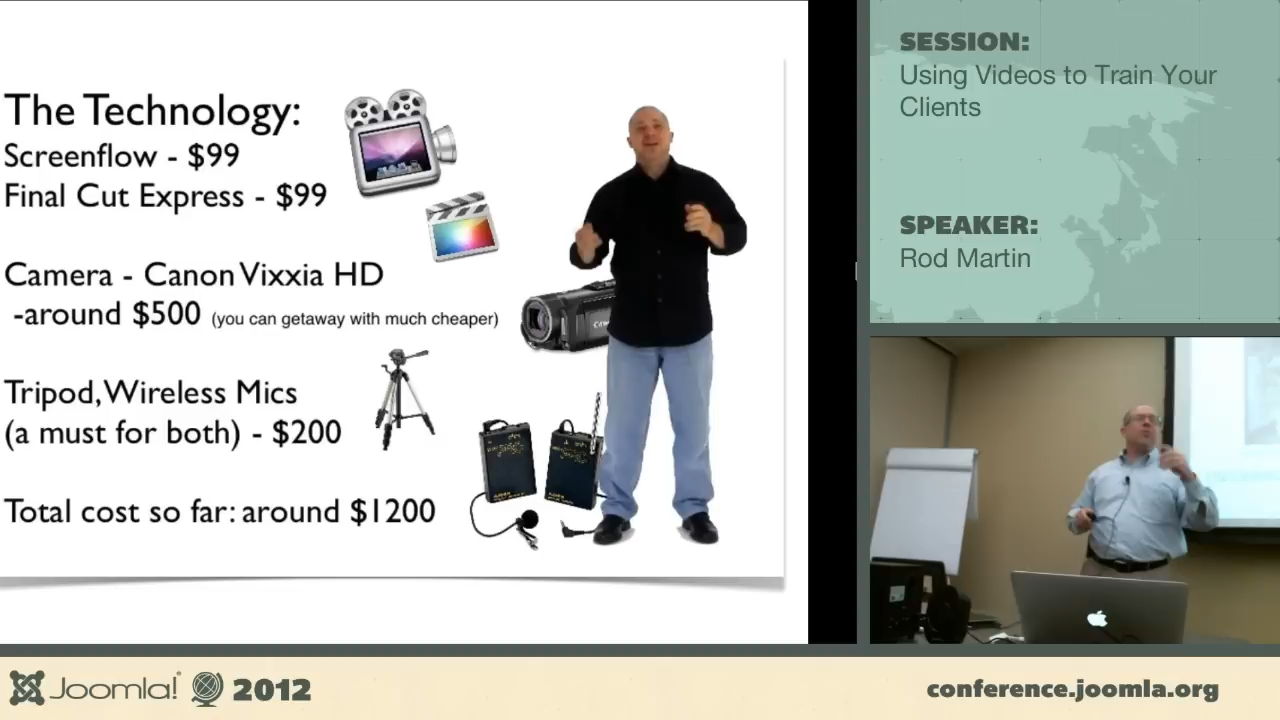 The Technology:
Screenflow - $99
Final Cut Express - $99
Camera - Canon Vixxia HD
-around $500 (you can getaway with much cheaper)
Tripod, Wireless Mics
(a must for both) - $200
Total cost so far: around $1200
SESSION:
Using Videos to Train Your
Clients
SPEAKER:
Rod Martin
Joomla! 2012
conference.joomla.org